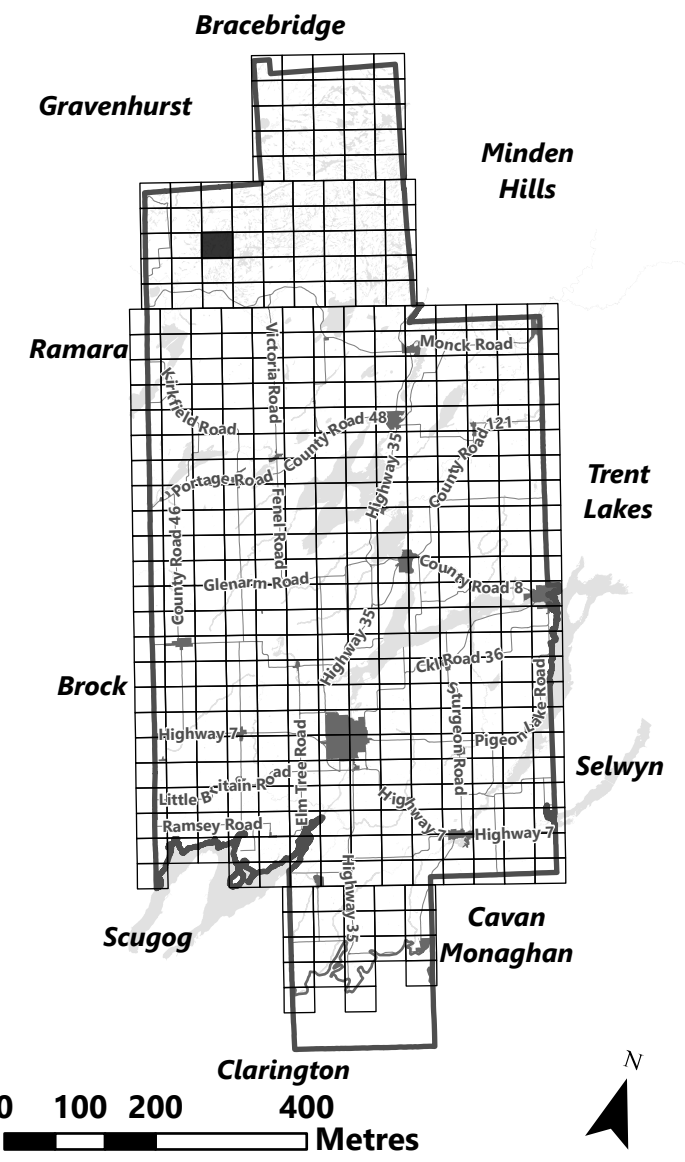 Bracebridge
Gravenhurst
Minden
Hills
Ramara
Victoria Road
Monck Road
Kirkfield Road
County Road 48
County Road 121
Highway 35
Portage Road
Trent
Lakes
Fenel Road
County Road 46
Glenarm Road
County Road 8
Highway 35
Ckl Road 36
Brock
Sturgeon Road
Pigeon Lake Road
Highway 7
Elm Tree Road
Selwyn
Little Britain Road
Highway 7
Ramsey Road
Highway 7
Highway 35
Scugog
Cavan
Monaghan
Clarington
N
0 100 200 400
Metres